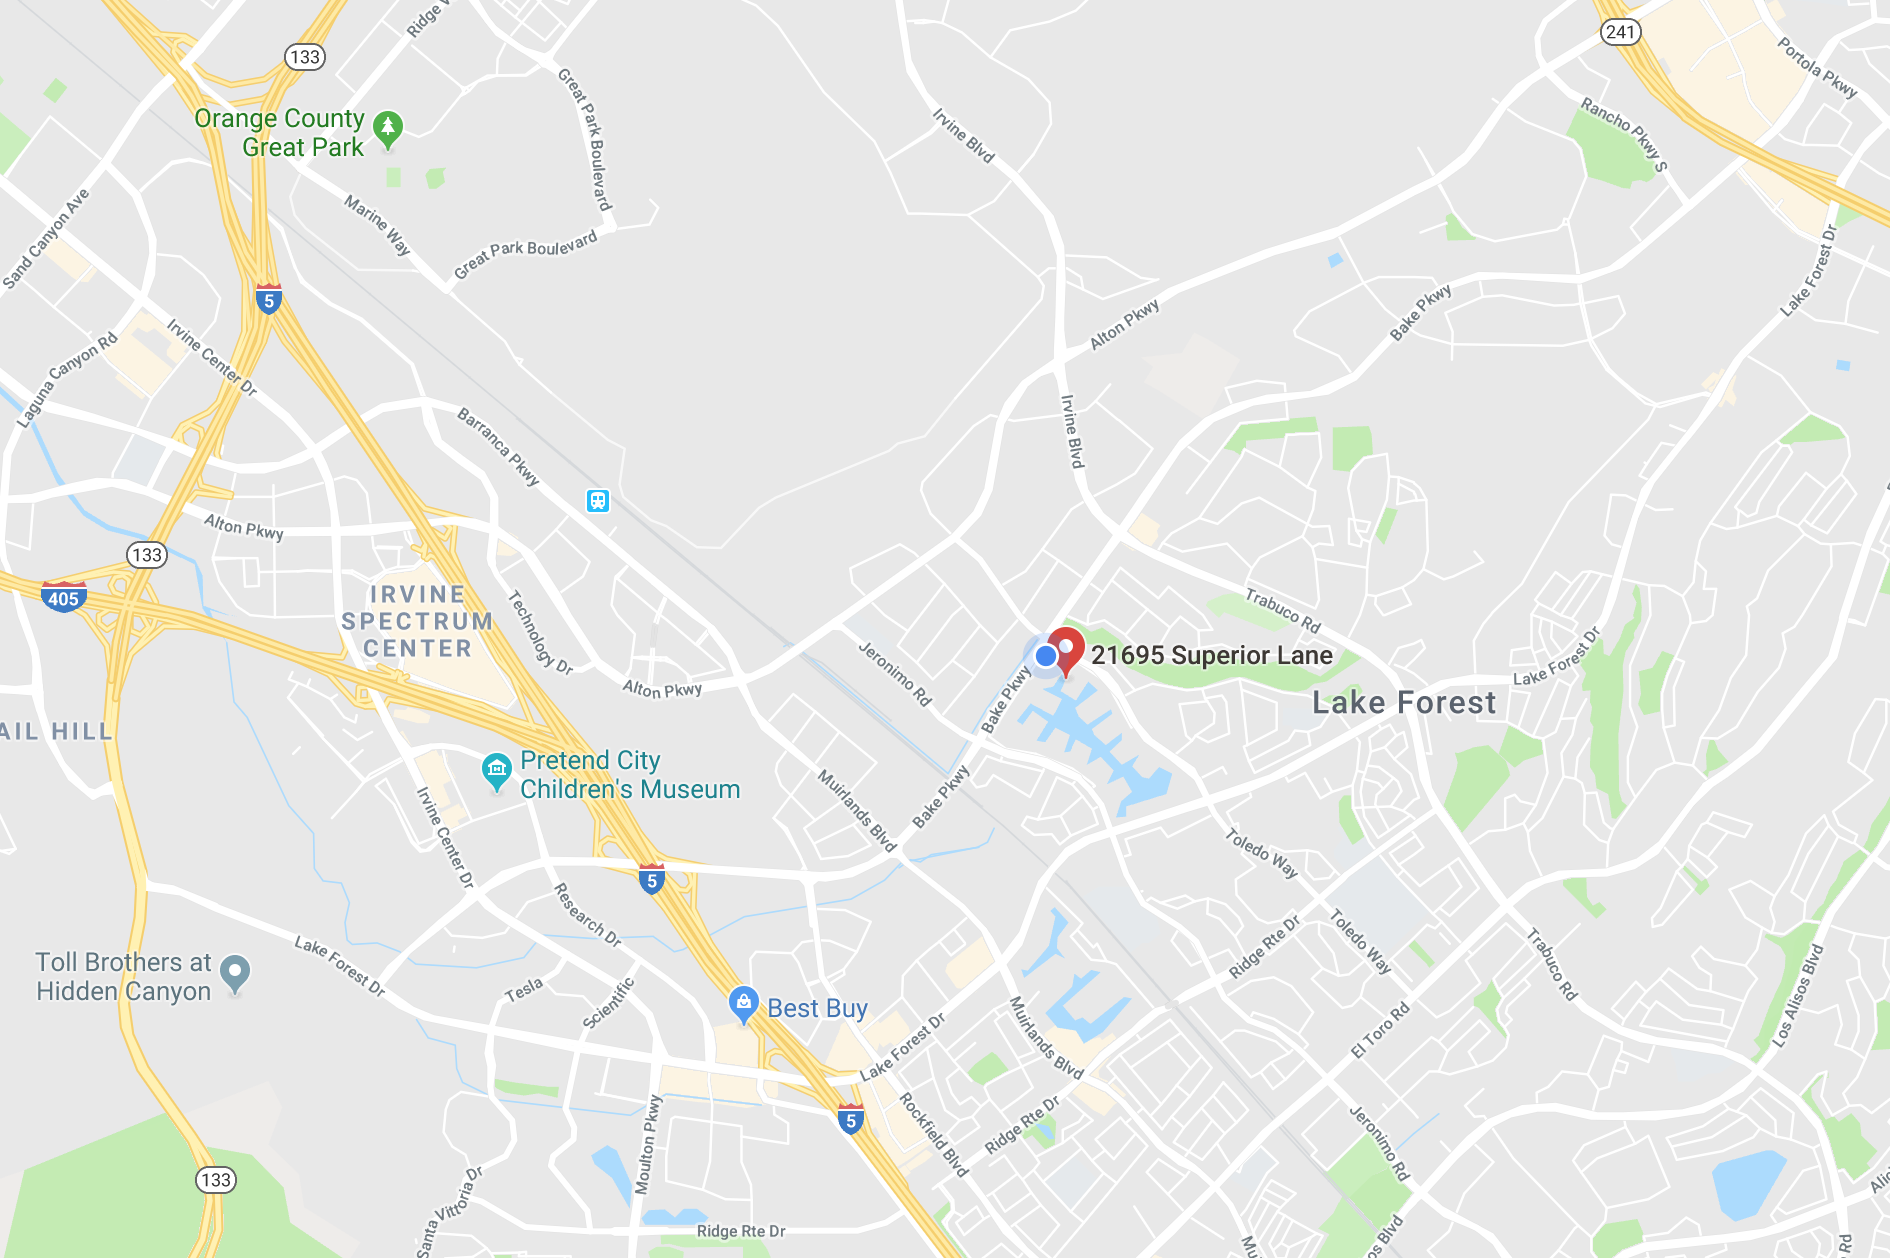 133
241
Ridge
Portola Pkwy
Great Park Boulevard
Rancho Pkwy S
Orange County
Great Park
Irvine Blvd
Sand Canyon Ave
Marine Way
Great Park Boulevard
Lake Forest Dr
5
Alton Pkwy
Bake Pkwy
Laguna Canyon Rd
Irvine Center Dr
Barranca Pkwy
Irvine Blvd
Alton Pkwy
133
405
IRVINE
SPECTRUM
CENTER
Technology Dr
Trabuco Rd
Lake Forest Dr
21695 Superior Lane
Jeronimo Rd
Alton Pkwy
Bake Pkwy
Lake Forest
AIL HILL
Pretend City
Children's Museum
Muirlands Blvd
Bake Pkwy
Irvine Center Dr
Toledo Way
5
Research Dr
Toledo Way
Ridge Rte Dr
Trabuco Rd
Los Alisos Blvd
Lake Forest Dr
Toll Brothers at
Hidden Canyon
Tesla
Scientific
Best Buy
Muirlands Blvd
El Toro Rd
Lake Forest Dr
5
Rockfield Blvd
Ridge Rte Dr
Jeronimo Rd
Moulton Pkwy
133
Santa Vittoria Dr
Ridge Rte Dr
Mu
os Blvd
Alic
Rd